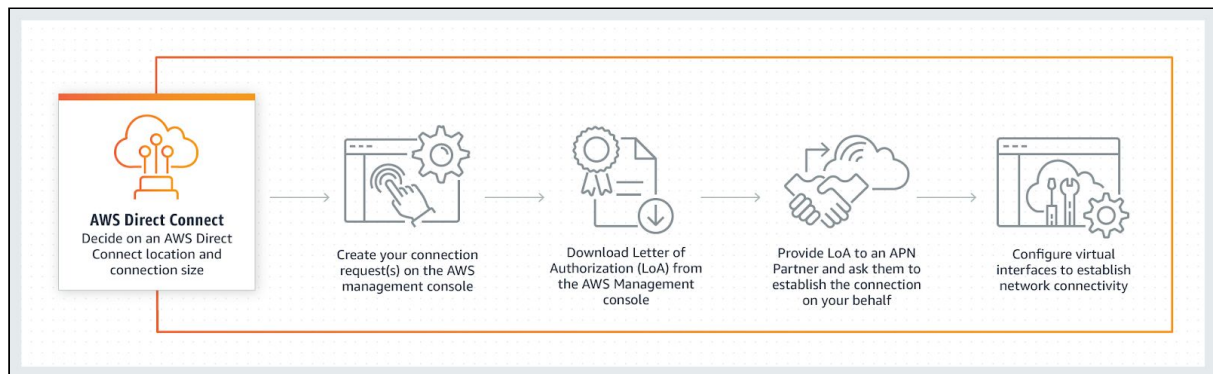 AWS Direct Connect
Decide on an AWS Direct
Connect location and
connection size
Create your connection
request(s) on the AWS
management console
Download Letter of
Authorization (LoA) from
the AWS Management
console
Provide LoA to an APN
Partner and ask them to
establish the connection
on your behalf
Configure virtual
interfaces to establish
network connectivity